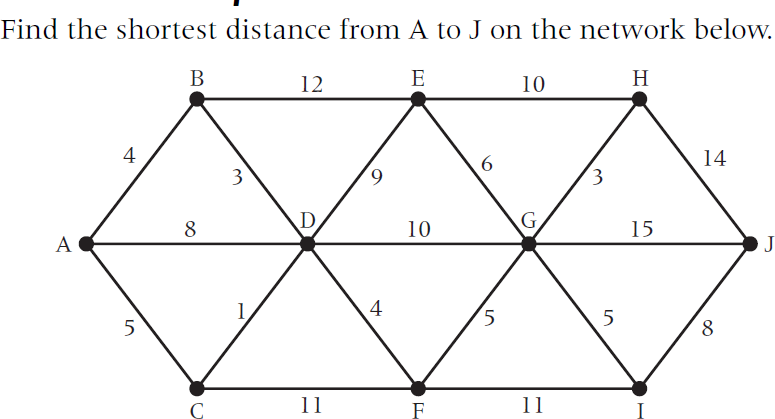 Find the shortest distance from A to J on the network below.
B 12 E 10 H
4 3 9 6 3 14
A 8 D 10 G 15 J
5 1 4 5 5 8
C 11 F 11 I